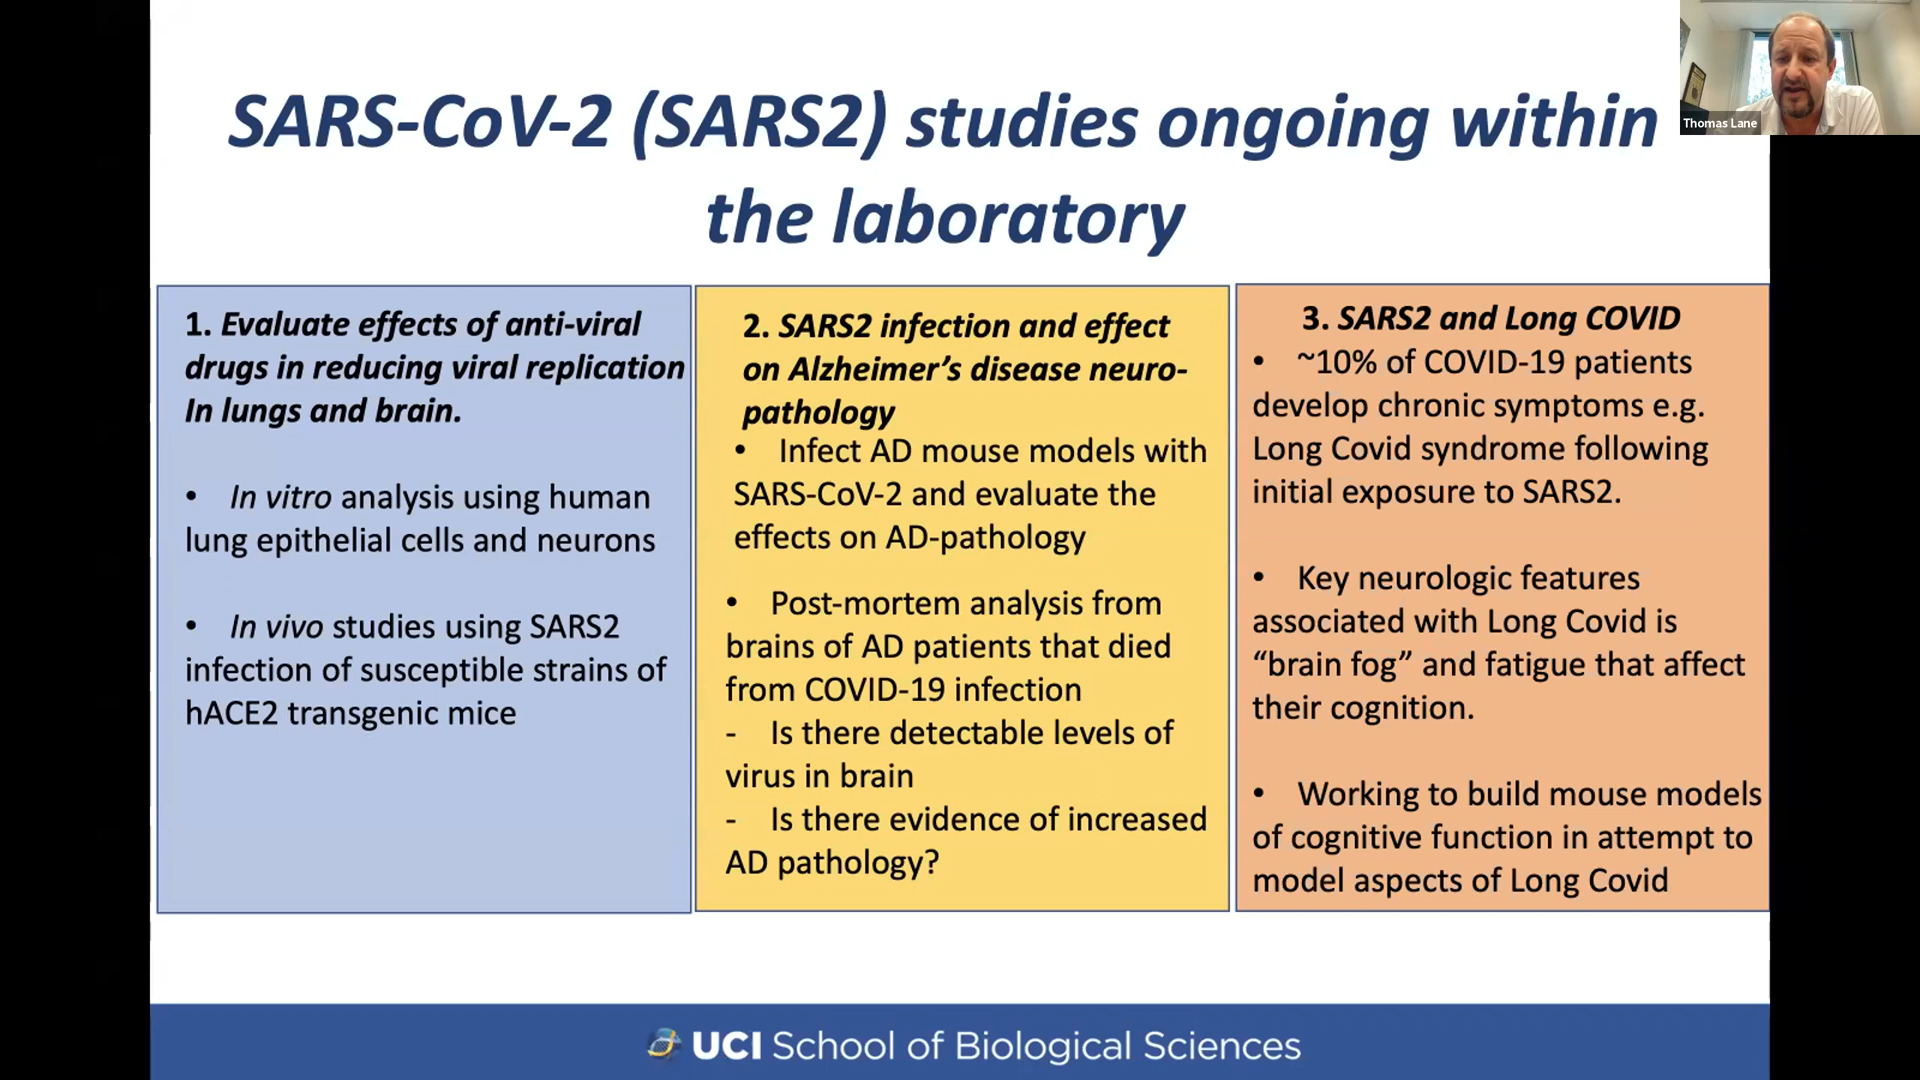 SARS-CoV-2 (SARS2) studies ongoing within
the laboratory
Thomas Lane
1. Evaluate effects of anti-viral
drugs in reducing viral replication
In lungs and brain.
• In vitro analysis using human
lung epithelial cells and neurons
• In vivo studies using SARS2
infection of susceptible strains of
hACE2 transgenic mice
2. SARS2 infection and effect
on Alzheimer’s disease neuro-
pathology
• Infect AD mouse models with
SARS-CoV-2 and evaluate the
effects on AD-pathology
• Post-mortem analysis from
brains of AD patients that died
from COVID-19 infection
- Is there detectable levels of
virus in brain
- Is there evidence of increased
AD pathology?
3. SARS2 and Long COVID
• ~10% of COVID-19 patients
develop chronic symptoms e.g.
Long Covid syndrome following
initial exposure to SARS2.
• Key neurologic features
associated with Long Covid is
“brain fog” and fatigue that affect
their cognition.
• Working to build mouse models
of cognitive function in attempt to
model aspects of Long Covid
UCI School of Biological Sciences